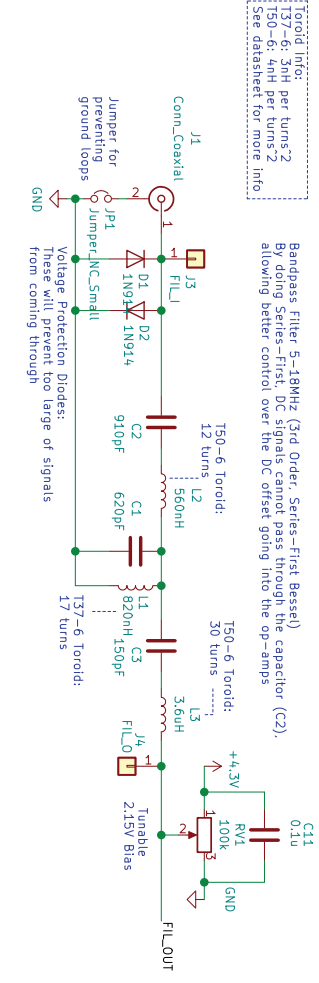 Toroid Info:
T37-6: 3nH per turns^2
T50-6: 4nH per turns^2
See datasheet for more info
Bandpass Filter 5-18MHz (3rd Order, Series-First Bessel)
By doing Series-First, DC signals cannot pass through the capacitor (C2),
allowing better control over the DC offset going into the op-amps
J1
Conn_Coaxial
1
2
Jumper for
preventing
ground loops
GND
JP1
Jumper_NC_Small
J3
FIL_I
1
D1
1N914
D2
1N914
Voltage Protection Diodes:
These will prevent too large of signals
from coming through
C2
910pF
T50-6 Toroid:
12 turns
L2
560nH
C1
620pF
L1
820nH
T37-6 Toroid:
17 turns
C3
150pF
T50-6 Toroid:
30 turns
L3
3.6uH
J4
FIL_O
1
+4.3V
C11
0.1u
RV1
100k
1
2
3
GND
Tunable
2.15V Bias
FIL_OUT